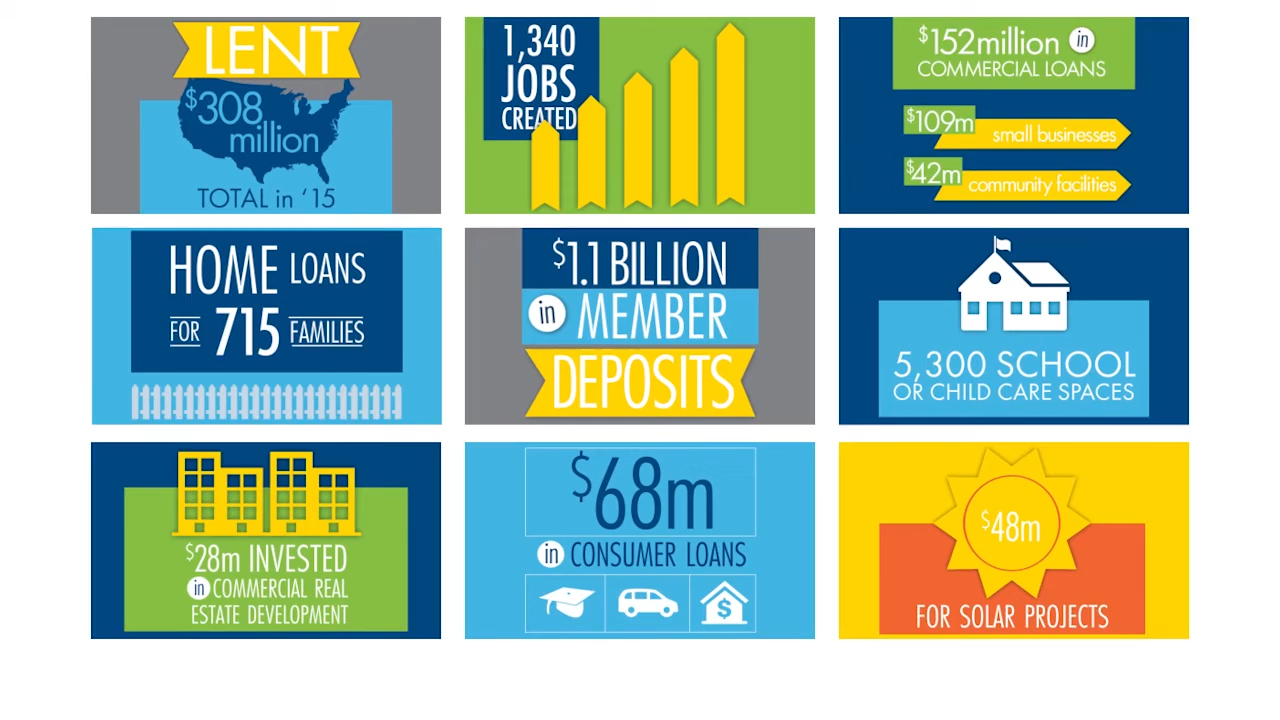 LENT
$308
million
TOTAL in ‘15
1,340
JOBS
CREATED
$152million in
COMMERCIAL LOANS
$109m
small businesses
$42m
community facilities
HOME LOANS
FOR 715 FAMILIES
$1.1 BILLION
in MEMBER
DEPOSITS
5,300 SCHOOL
OR CHILD CARE SPACES
$28m INVESTED
in COMMERCIAL REAL
ESTATE DEVELOPMENT
$68m
in CONSUMER LOANS
$
$48m
FOR SOLAR PROJECTS